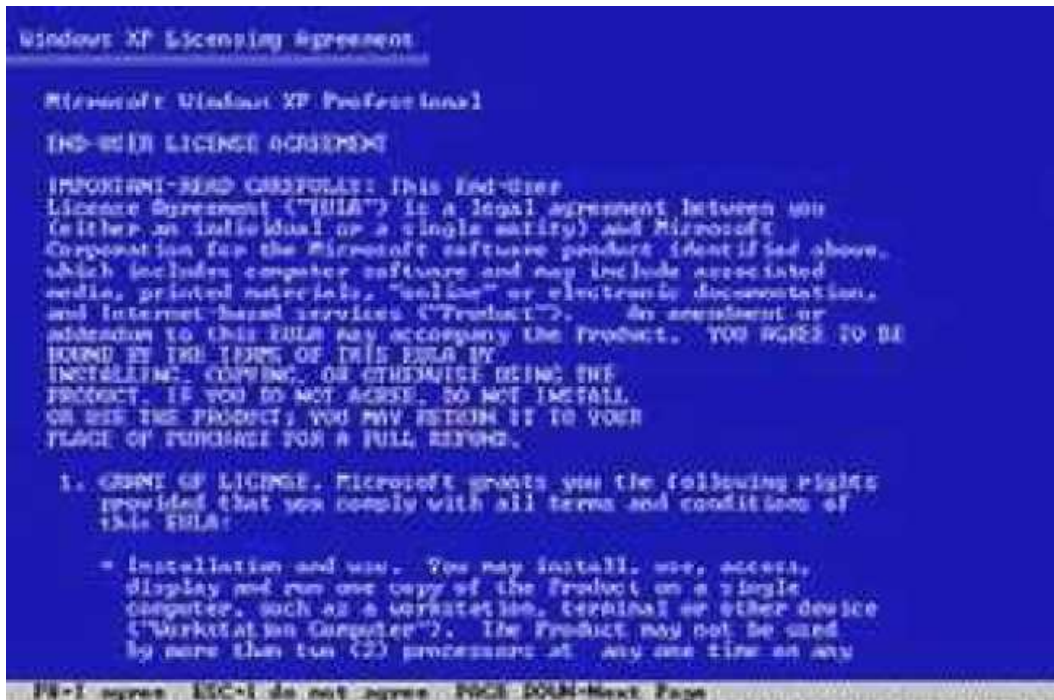 Windows XP Licensing Agreement
Microsoft Windows XP Professional
END-USER LICENSE AGREEMENT
IMPORTANT-READ CAREFULLY: This End-User
License Agreement ("EULA") is a legal agreement between you
(either an individual or a single entity) and Microsoft
Corporation for the Microsoft software product identified above,
which includes computer software and may include associated
media, printed materials, "online" or electronic documentation,
and Internet-based services ("Product").   An amendment or
addendum to this EULA may accompany the Product.  YOU AGREE TO BE
BOUND BY THE TERMS OF THIS EULA BY
INSTALLING, COPYING, OR OTHERWISE USING THE
PRODUCT. IF YOU DO NOT AGREE, DO NOT INSTALL
OR USE THE PRODUCT; YOU MAY RETURN IT TO YOUR
PLACE OF PURCHASE FOR A FULL REFUND.
1. GRANT OF LICENSE. Microsoft grants you the following rights
provided that you comply with all terms and conditions of
this EULA:
* Installation and use.  You may install, use, access,
display and run one copy of the Product on a single
computer, such as a workstation, terminal or other device
("Workstation Computer").  The Product may not be used
by more than two (2) processors at  any one time on any
F8=I agree  ESC=I do not agree  PAGE DOWN=Next Page